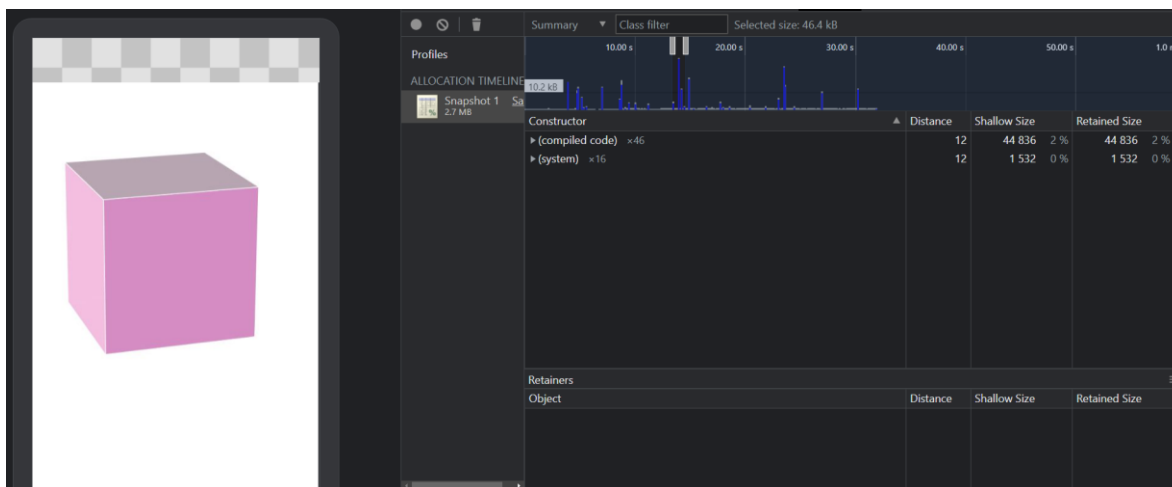 Summary ▼ Class filter Selected size: 46.4 kB
Profiles
10.00 s 20.00 s 30.00 s 40.00 s 50.00 s 1.0
ALLOCATION TIMELINE
10.2 kB
Snapshot 1 Sa
2.7 MB
Constructor ▲ Distance Shallow Size Retained Size
▶(compiled code) ×46 12 44 836 2 % 44 836 2 %
▶(system) ×16 12 1 532 0 % 1 532 0 %
Retainers
Object Distance Shallow Size Retained Size